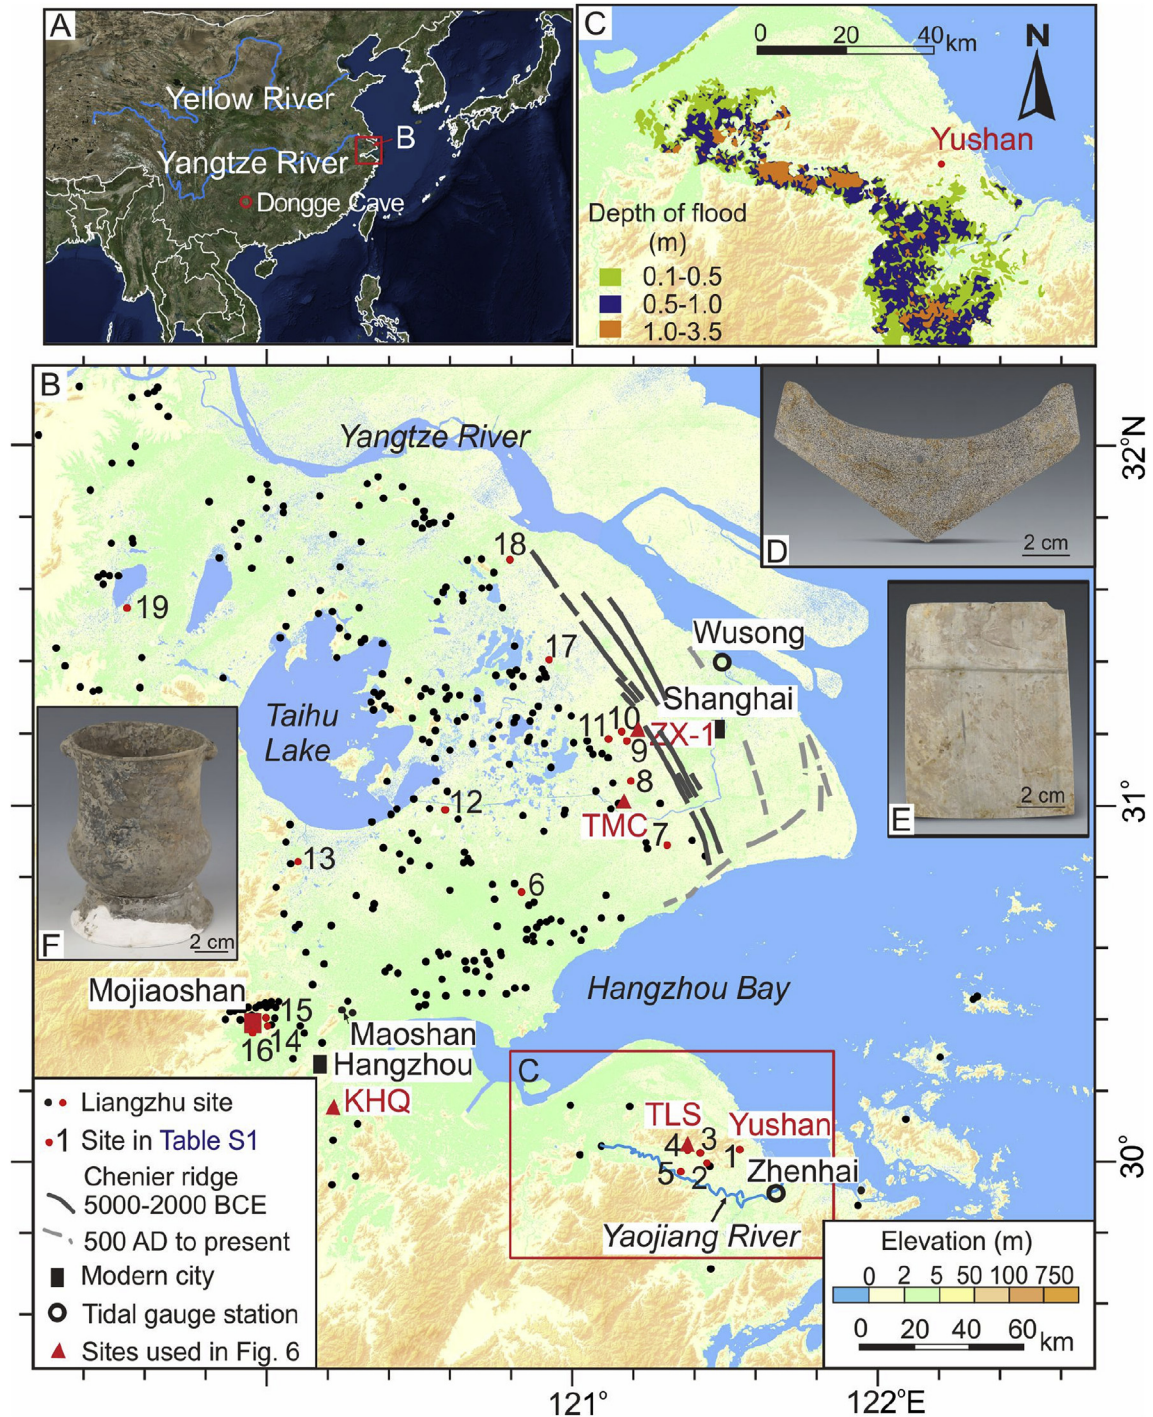 A
Yellow River
B
Yangtze River
Dongge Cave
C
0 20 40 km
N
Yushan
Depth of flood
(m)
0.1-0.5
0.5-1.0
1.0-3.5
B
Yangtze River
32°N
D
2 cm
18
19
17
Wusong
Shanghai
Taihu
Lake
11
10
ZX-1
9
8
E
2 cm
12
31°
TMC
7
13
6
F
2 cm
Mojiaoshan
Hangzhou Bay
15
14
16
Maoshan
Hangzhou
C
KHQ
TLS
Yushan
4
3
1
30°
5
2
Zhenhai
Yaojiang River
Liangzhu site
1 Site in Table S1
Chenier ridge
5000-2000 BCE
500 AD to present
Modern city
Tidal gauge station
Sites used in Fig. 6
Elevation (m)
0 2 5 50 100 750
0 20 40 60 km
121°
122°E